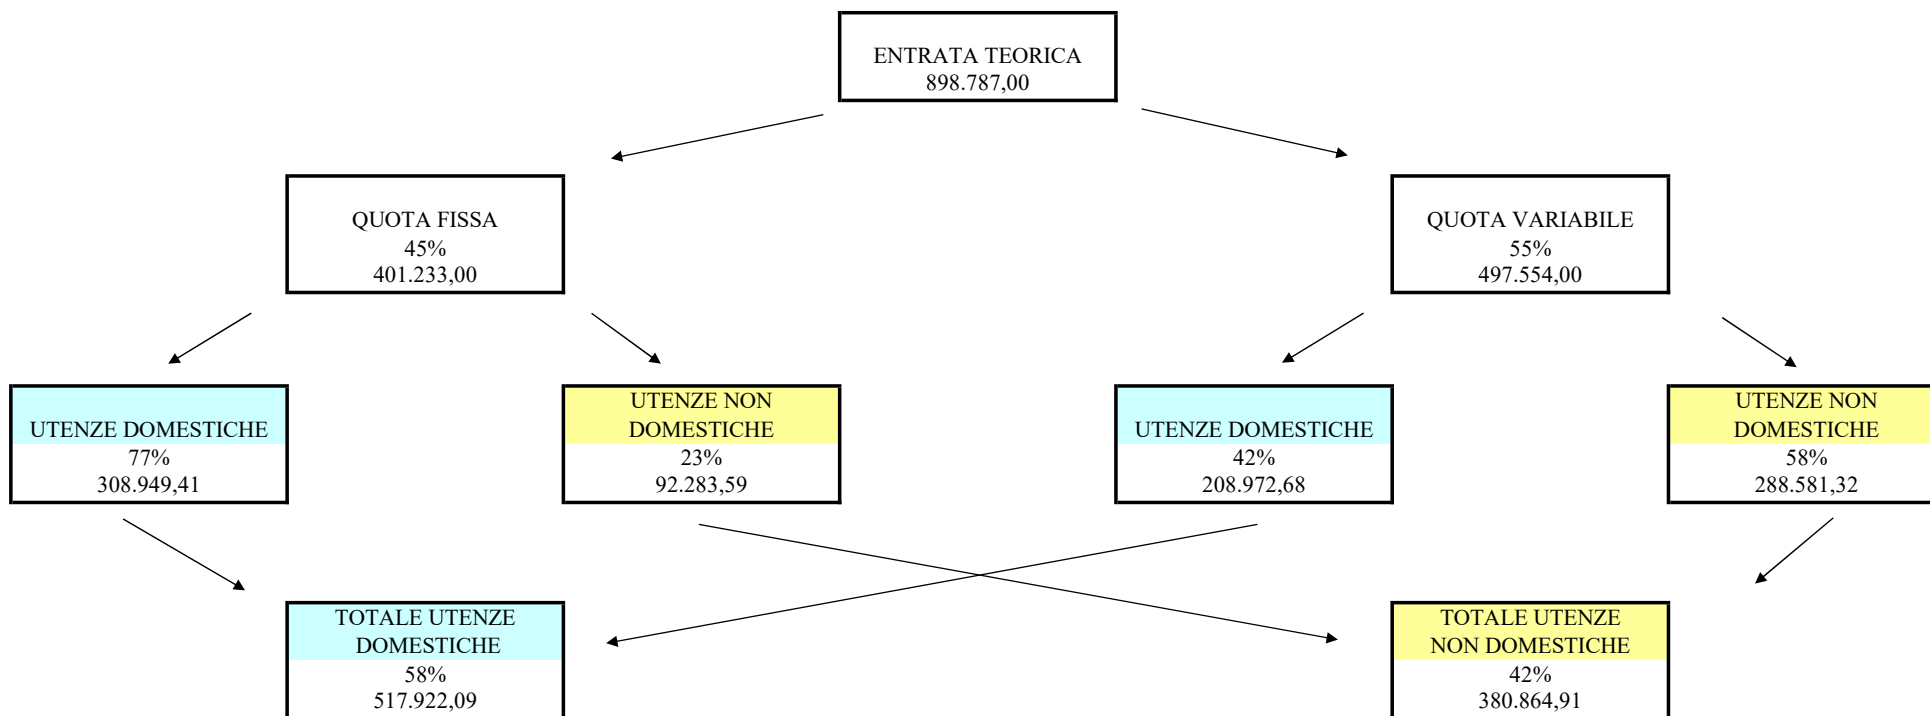 ENTRATA TEORICA
898.787,00
QUOTA FISSA
45%
401.233,00
QUOTA VARIABILE
55%
497.554,00
UTENZE DOMESTICHE
77%
308.949,41
UTENZE NON
DOMESTICHE
23%
92.283,59
UTENZE DOMESTICHE
42%
208.972,68
UTENZE NON
DOMESTICHE
58%
288.581,32
TOTALE UTENZE
DOMESTICHE
58%
517.922,09
TOTALE UTENZE
NON DOMESTICHE
42%
380.864,91